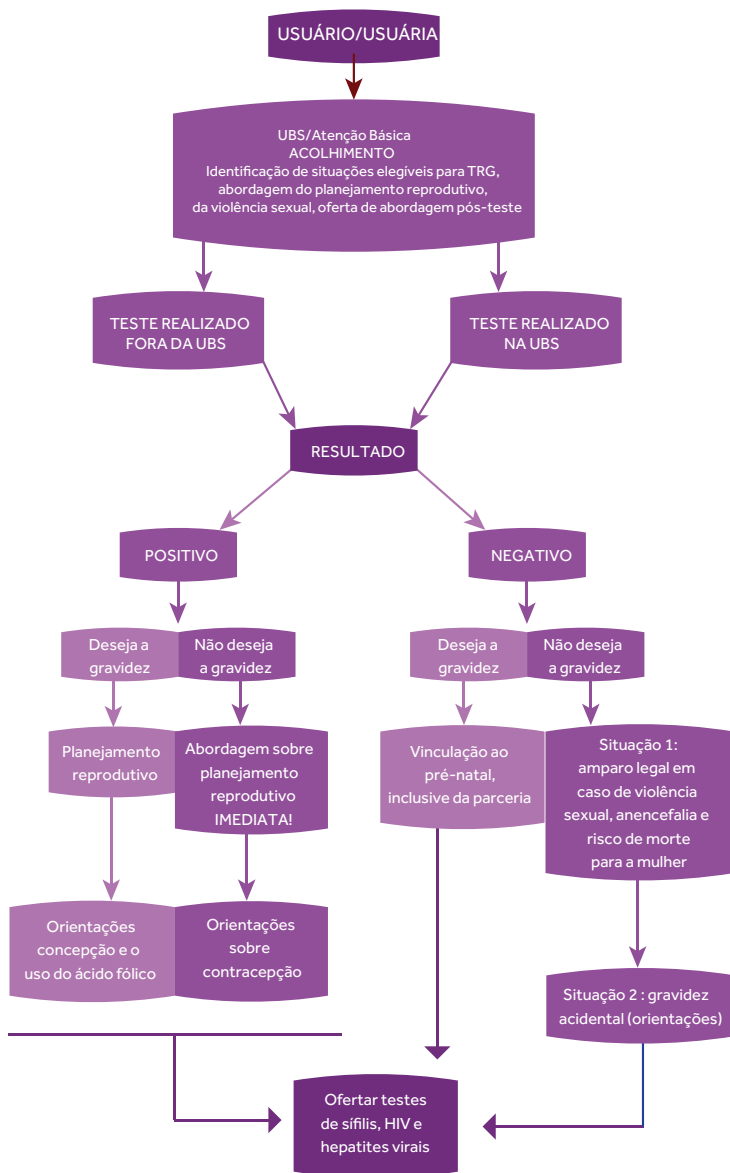 USUÁRIO/USUÁRIA
UBS/Atenção Básica
ACOLHIMENTO
Identificação de situações elegíveis para TRG,
abordagem do planejamento reprodutivo,
da violência sexual, oferta de abordagem pós-teste
TESTE REALIZADO
FORA DA UBS
TESTE REALIZADO
NA UBS
RESULTADO
POSITIVO
NEGATIVO
Deseja a
gravidez
Não deseja
a gravidez
Deseja a
gravidez
Não deseja
a gravidez
Planejamento
reprodutivo
Abordagem sobre
planejamento
reprodutivo
IMEDIATA!
Vinculação ao
pré-natal,
inclusive da parceria
Situação 1:
amparo legal em
caso de violência
sexual, anencefalia e
risco de morte
para a mulher
Orientações
concepção e o
uso do ácido fólico
Orientações
sobre
contracepção
Situação 2 : gravidez
acidental (orientações)
Ofertar testes
de sífilis, HIV e
hepatites virais